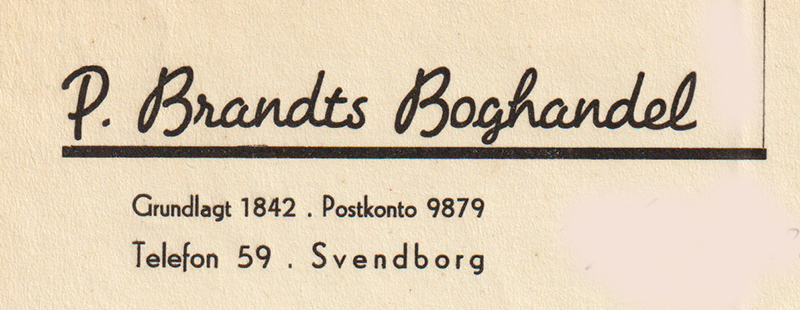 P. Brandts Boghandel
Grundlagt 1842 . Postkonto 9879
Telefon 59 . Svendborg